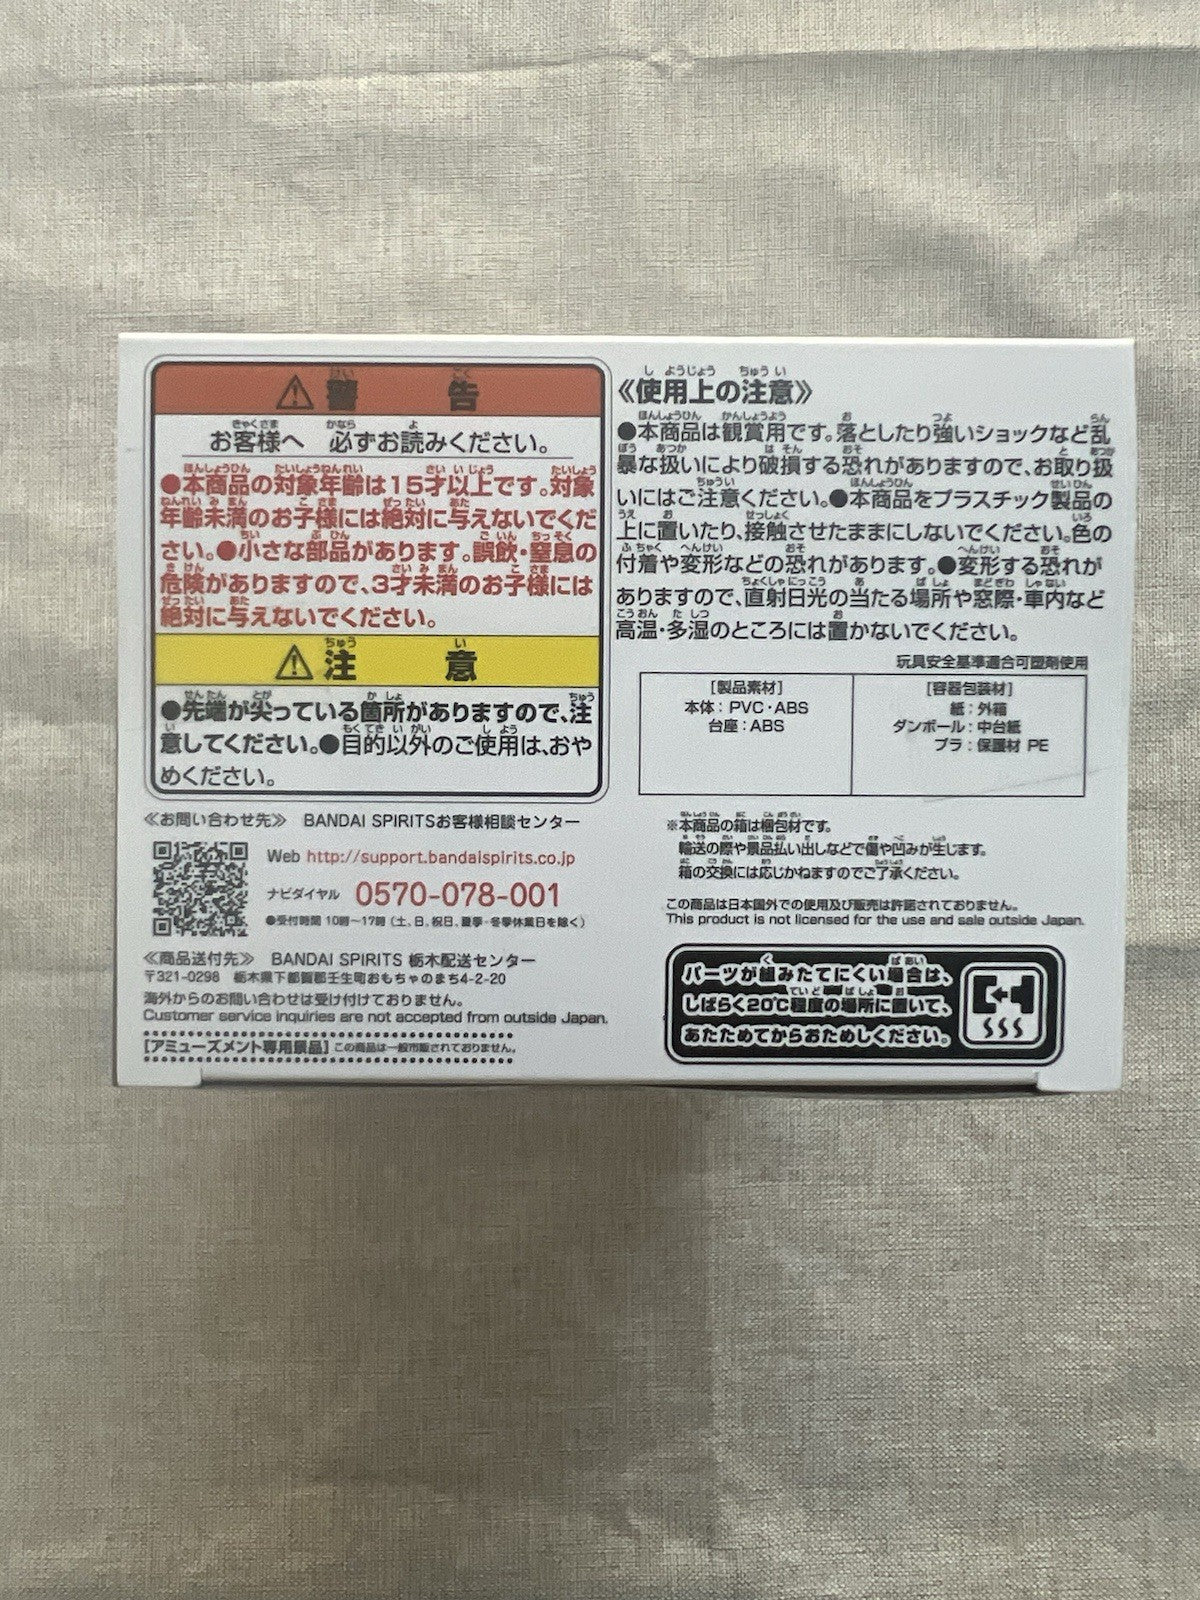 ⚠警告
お客様へ 必ずお読みください。
●本商品の対象年齢は15才以上です。対象
年齢未満のお子様には絶対に与えないでくだ
さい。●小さな部品があります。誤飲・窒息の
危険がありますので、3才未満のお子様には
絶対に与えないでください。
⚠注意
●先端が尖っている箇所がありますので、注
意してください。●目的以外のご使用は、おや
めください。
《お問い合わせ先》 BANDAI SPIRITSお客様相談センター
Web http://support.bandaispirits.co.jp
ナビダイヤル 0570-078-001
●受付時間 10時〜17時（土、日、祝日、夏季・冬季休業日を除く）
《商品送付先》 BANDAI SPIRITS 栃木配送センター
〒321-0298 栃木県下都賀郡壬生町おもちゃのまち4-2-20
海外からのお問い合わせは受け付けておりません。
Customer service inquiries are not accepted from outside Japan.
[アミューズメント専用景品] この商品は一般市販されておりません。
《使用上の注意》
●本商品は観賞用です。落としたり強いショックなど乱
暴な扱いにより破損する恐れがありますので、お取り扱
いにはご注意ください。●本商品をプラスチック製品の
上に置いたり、接触させたままにしないでください。色の
付着や変形などの恐れがあります。●変形する恐れが
ありますので、直射日光の当たる場所や窓際・車内など
高温・多湿のところには置かないでください。
玩具安全基準適合可塑剤使用
[製品素材]
本体：PVC・ABS
台座：ABS
[容器包装材]
紙：外箱
ダンボール：中台紙
プラ：保護材 PE
※本商品の箱は梱包材です。
輸送の際や景品払い出しなどで傷や凹みが生じます。
箱の交換には応じかねますのでご了承ください。
この商品は日本国外での使用及び販売は許諾されておりません。
This product is not licensed for the use and sale outside Japan.
パーツが組みたてにくい場合は、
しばらく20℃程度の場所に置いて、
あたためてからおためしください。